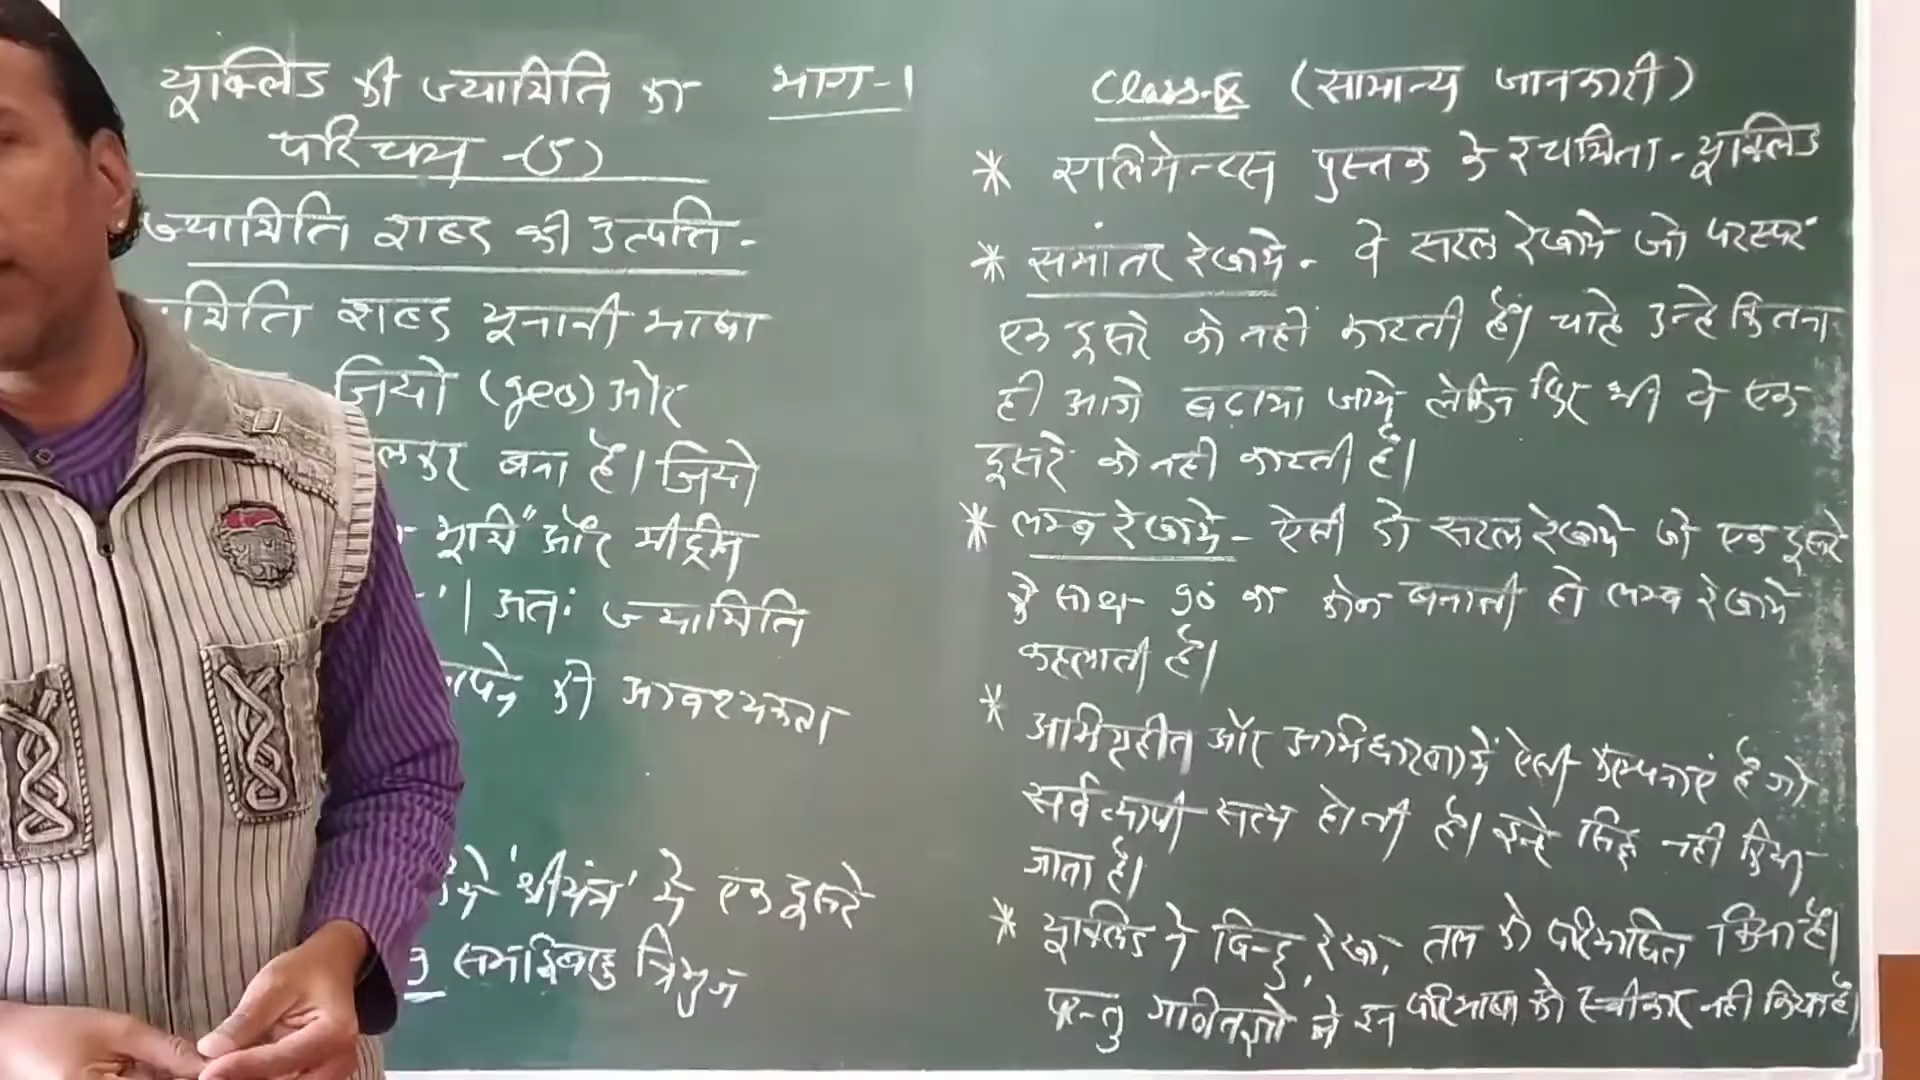 यूक्लिड की ज्यामिति का भाग-1
परिचय -(5)
ज्यामिति शब्द की उत्पत्ति -
मिति शब्द यूनानी भाषा
जियो (geo) और
लकर बना है। जियो
भूमि" और मीट्रिन
'। अतः ज्यामिति
की आवश्यकता
'श्रीयंत्र' में एक दूसरे
9 समद्विबाहु त्रिभुज
Class-IX (सामान्य जानकारी)
* एलिमेन्टस पुस्तक के रचयिता - यूक्लिड
* समांतर रेखाये - वे सरल रेखाये जो परस्पर
एक दूसरे को नहीं काटती हैं। चाहे उन्हे कितना
ही आगे बढ़ाया जाये लेकिन फिर भी वे एक
दूसरे को नही काटती है।
* लम्ब रेखाये - ऐसी दो सरल रेखाये जो एक दूसरे
के साथ 90 का कोण बनाती हो लम्ब रेखाये
कहलाती है।
* अभिगृहीत और अभिधारणाये ऐसी कल्पनाएं है जो
सर्वव्यापी सत्य होती है। इन्हे सिद्ध नही किया
जाता है।
* यूक्लिड ने बिन्दु, रेखा, तल को परिभाषित किया है।
परन्तु गणितज्ञो ने इन परिभाषा को स्वीकार नही किया है।